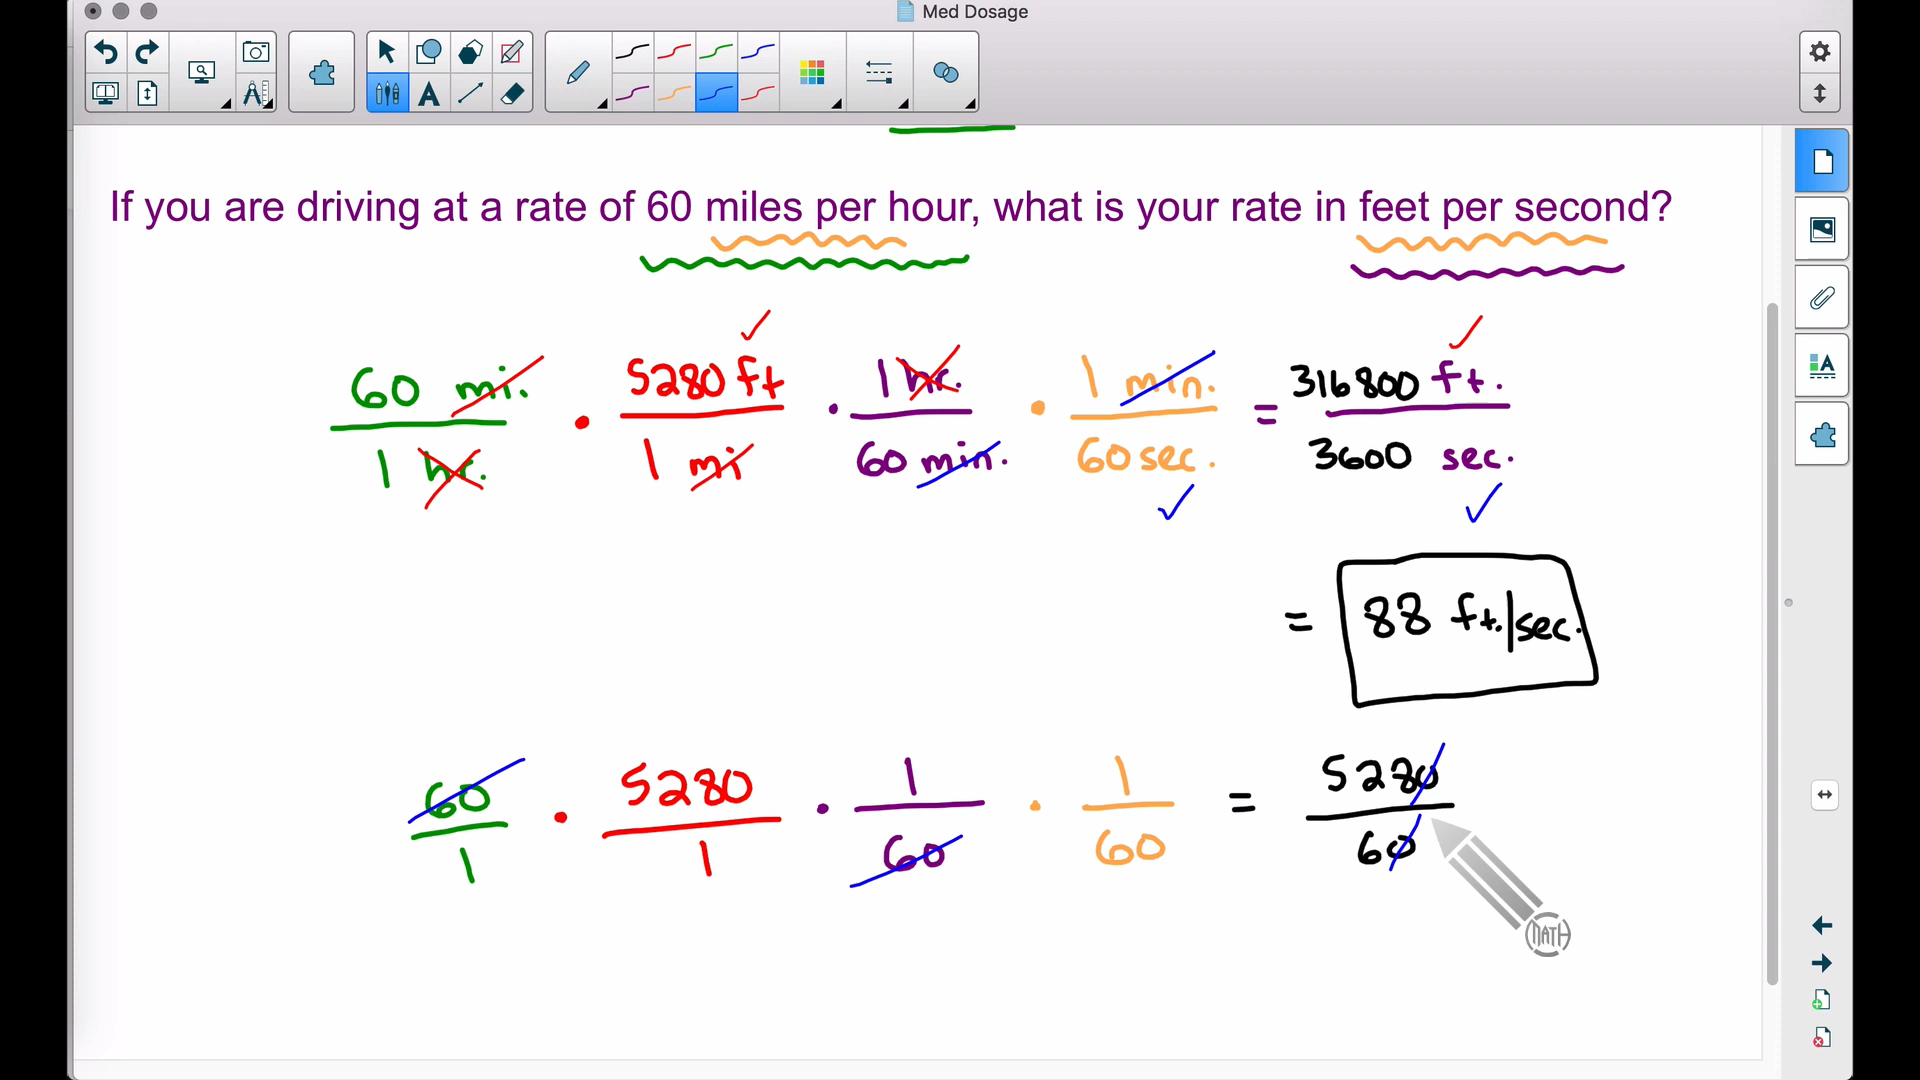 Med Dosage
If you are driving at a rate of 60 miles per hour, what is your rate in feet per second?
60 mi. / 1 hr. • 5280 ft / 1 mi • 1 hr. / 60 min. • 1 min. / 60 sec. = 316800 ft. / 3600 sec.
= 88 ft./sec.
60 / 1 • 5280 / 1 • 1 / 60 • 1 / 60 = 5280 / 60
MATH